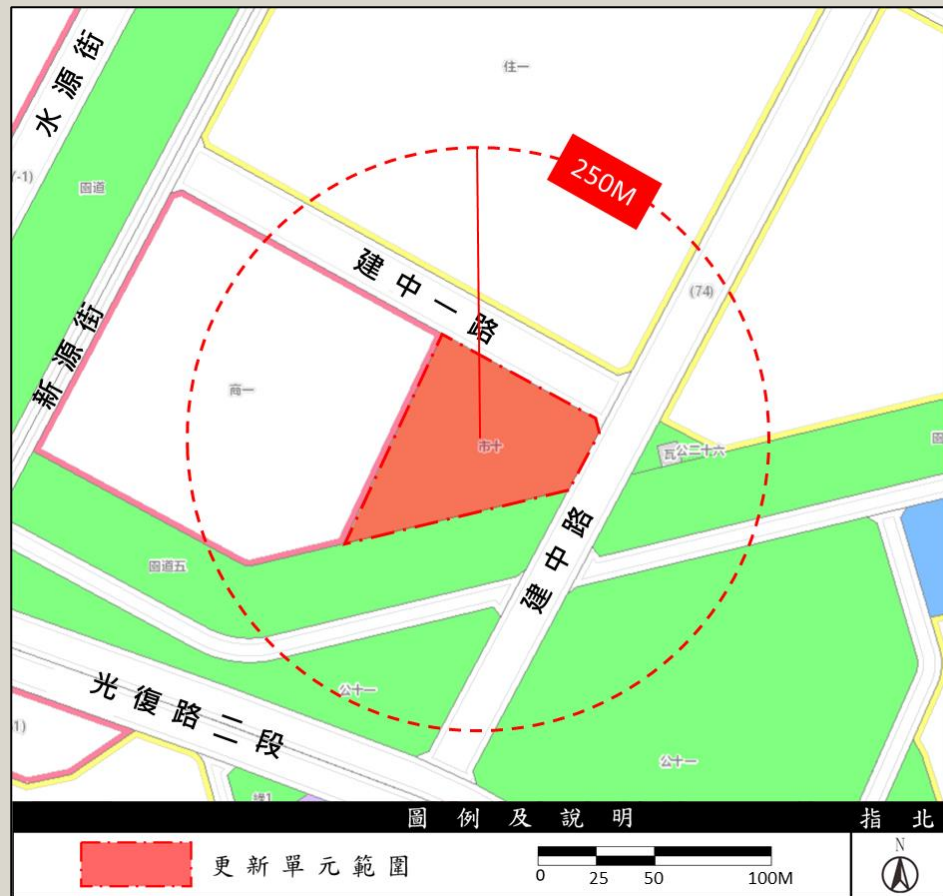 住一
水源街
250M
(-1)
園道
建中一路
(74)
新源街
商一
市十
公二十六
園道五
建中路
公十一
光復路二段
公十一
圖例及說明
指北
更新單元範圍
0 25 50 100M
N